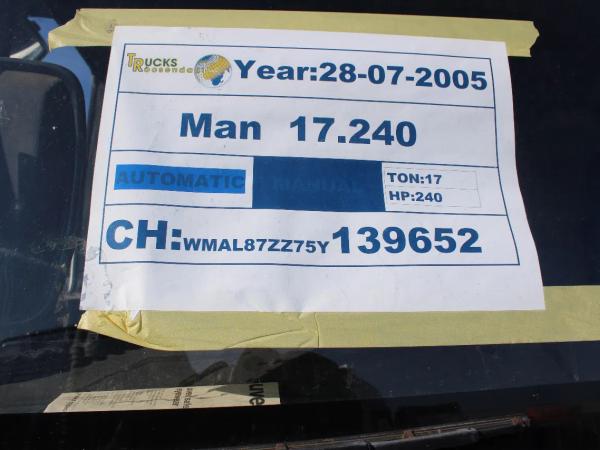 TRUCKS Roosendaal Year:28-07-2005
Man 17.240
AUTOMATIC MANUAL TON:17
HP:240
CH:WMAL87ZZ75Y139652